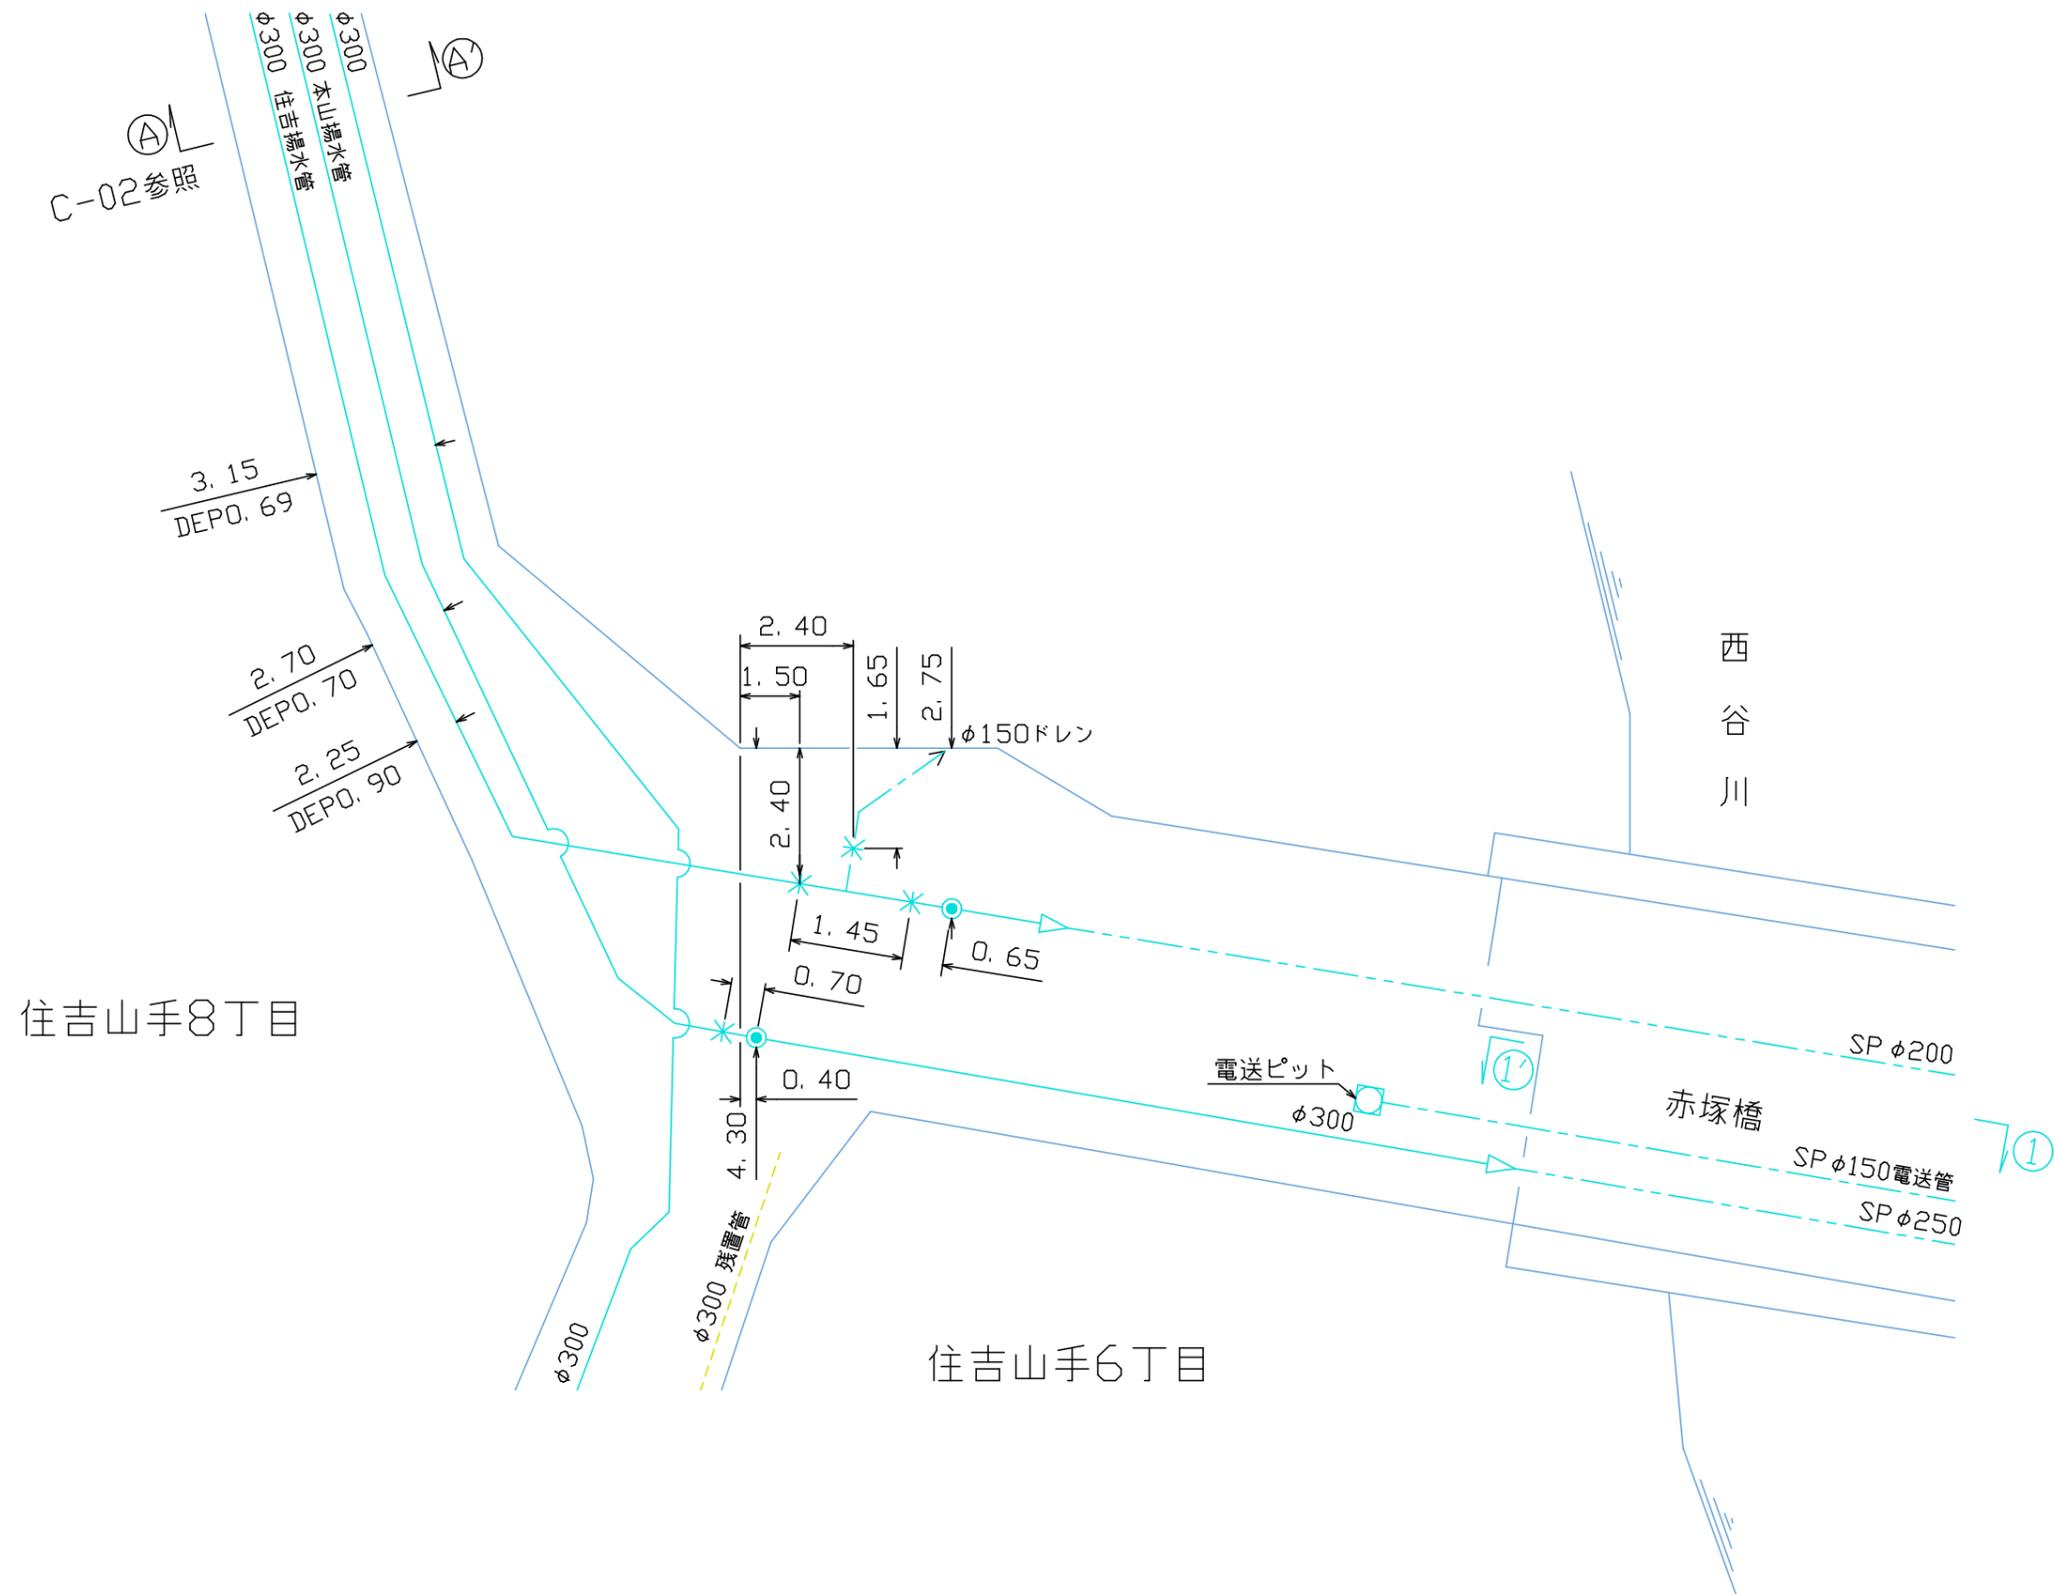 φ300 住吉揚水管
φ300 本山揚水管
φ300
A'
A
C-02参照
3.15
DEP0.69
2.70
DEP0.70
2.25
DEP0.90
2.40
1.50
1.65
2.75
φ150ドレン
2.40
1.45
0.65
0.70
0.40
4.30
西谷川
住吉山手8丁目
SPφ200
電送ピット
1'
φ300
赤塚橋
1
SPφ150電送管
SPφ250
φ300 残置管
φ300
住吉山手6丁目